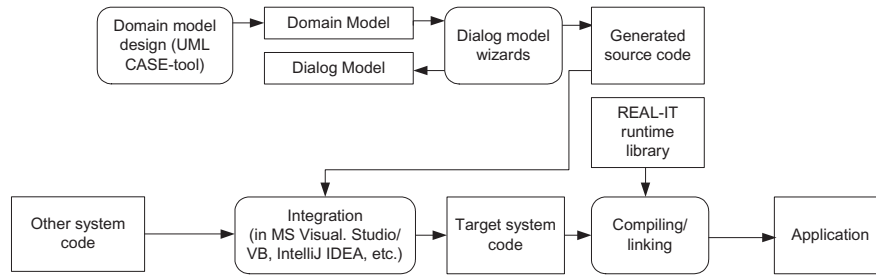 Domain model
design (UML
CASE-tool)
Domain Model
Dialog Model
Dialog model
wizards
Generated
source code
REAL-IT
runtime
library
Other system
code
Integration
(in MS Visual. Studio/
VB, IntelliJ IDEA, etc.)
Target system
code
Compiling/
linking
Application